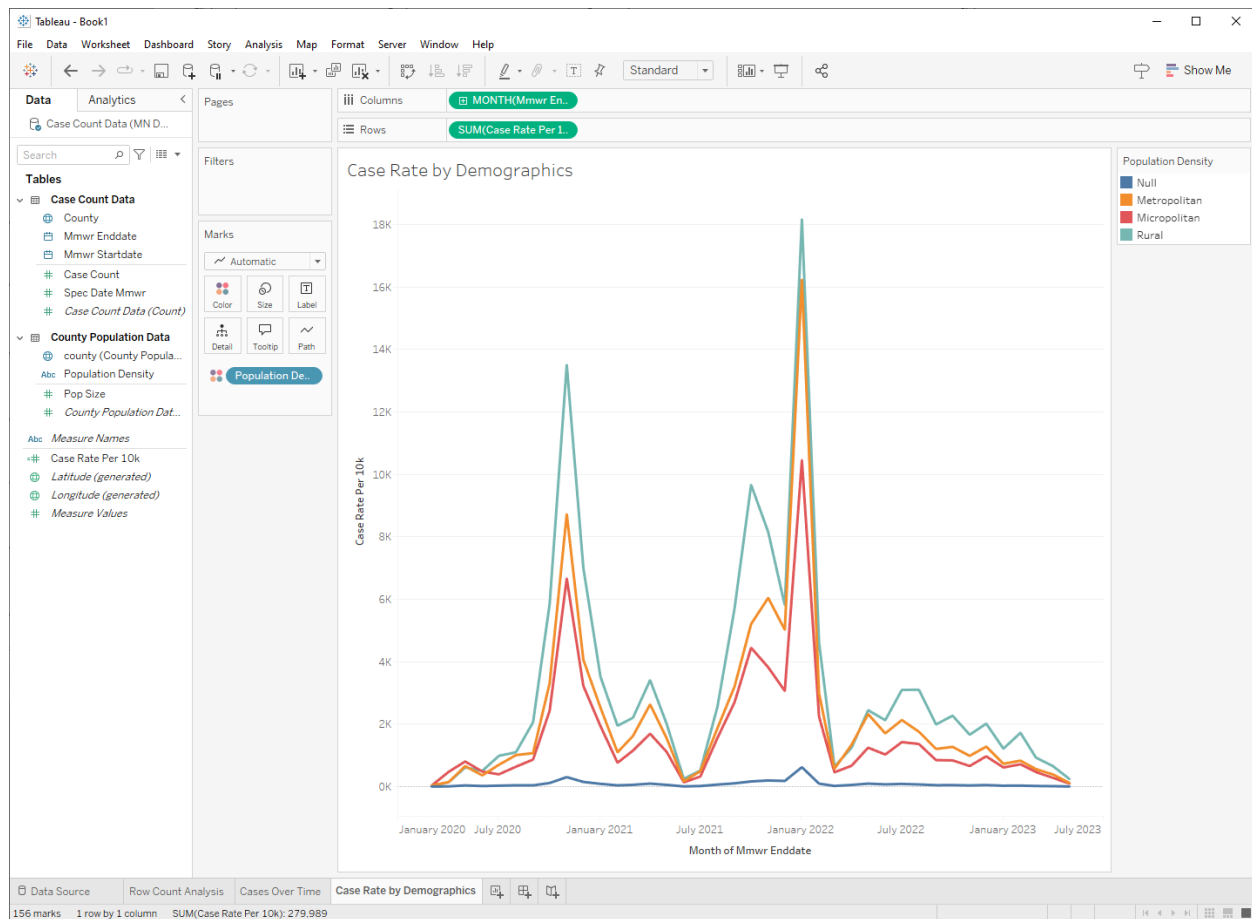 Tableau - Book1
File Data Worksheet Dashboard Story Analysis Map Format Server Window Help
Standard
Show Me
Data Analytics
Case Count Data (MN D...
Search
Tables
Case Count Data
County
Mmwr Enddate
Mmwr Startdate
Case Count
Spec Date Mmwr
Case Count Data (Count)
County Population Data
county (County Popula...
Abc Population Density
Pop Size
County Population Dat...
Abc Measure Names
Case Rate Per 10k
Latitude (generated)
Longitude (generated)
Measure Values
Pages
Filters
Marks
Automatic
Color Size Label
Detail Tooltip Path
Population De..
Columns MONTH(Mmwr En..
Rows SUM(Case Rate Per 1..
Case Rate by Demographics
18K
16K
14K
12K
10K
8K
6K
4K
2K
0K
Case Rate Per 10k
January 2020 July 2020 January 2021 July 2021 January 2022 July 2022 January 2023 July 2023
Month of Mmwr Enddate
Population Density
Null
Metropolitan
Micropolitan
Rural
Data Source Row Count Analysis Cases Over Time Case Rate by Demographics
156 marks 1 row by 1 column SUM(Case Rate Per 10k): 279,989